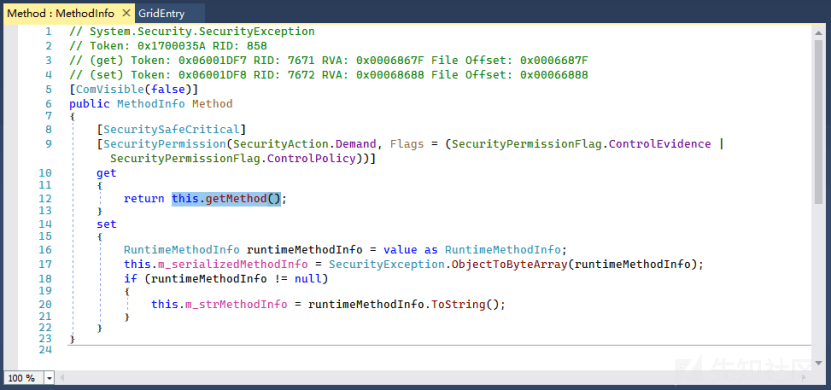 Method : MethodInfo × GridEntry
1 // System.Security.SecurityException
2 // Token: 0x1700035A RID: 858
3 // (get) Token: 0x06001DF7 RID: 7671 RVA: 0x0006867F File Offset: 0x0006687F
4 // (set) Token: 0x06001DF8 RID: 7672 RVA: 0x00068688 File Offset: 0x00066888
5 [ComVisible(false)]
6 public MethodInfo Method
7 {
8 [SecuritySafeCritical]
9 [SecurityPermission(SecurityAction.Demand, Flags = (SecurityPermissionFlag.ControlEvidence |
SecurityPermissionFlag.ControlPolicy))]
10 get
11 {
12 return this.getMethod();
13 }
14 set
15 {
16 RuntimeMethodInfo runtimeMethodInfo = value as RuntimeMethodInfo;
17 this.m_serializedMethodInfo = SecurityException.ObjectToByteArray(runtimeMethodInfo);
18 if (runtimeMethodInfo != null)
19 {
20 this.m_strMethodInfo = runtimeMethodInfo.ToString();
21 }
22 }
23 }
24
100 %
先知社区